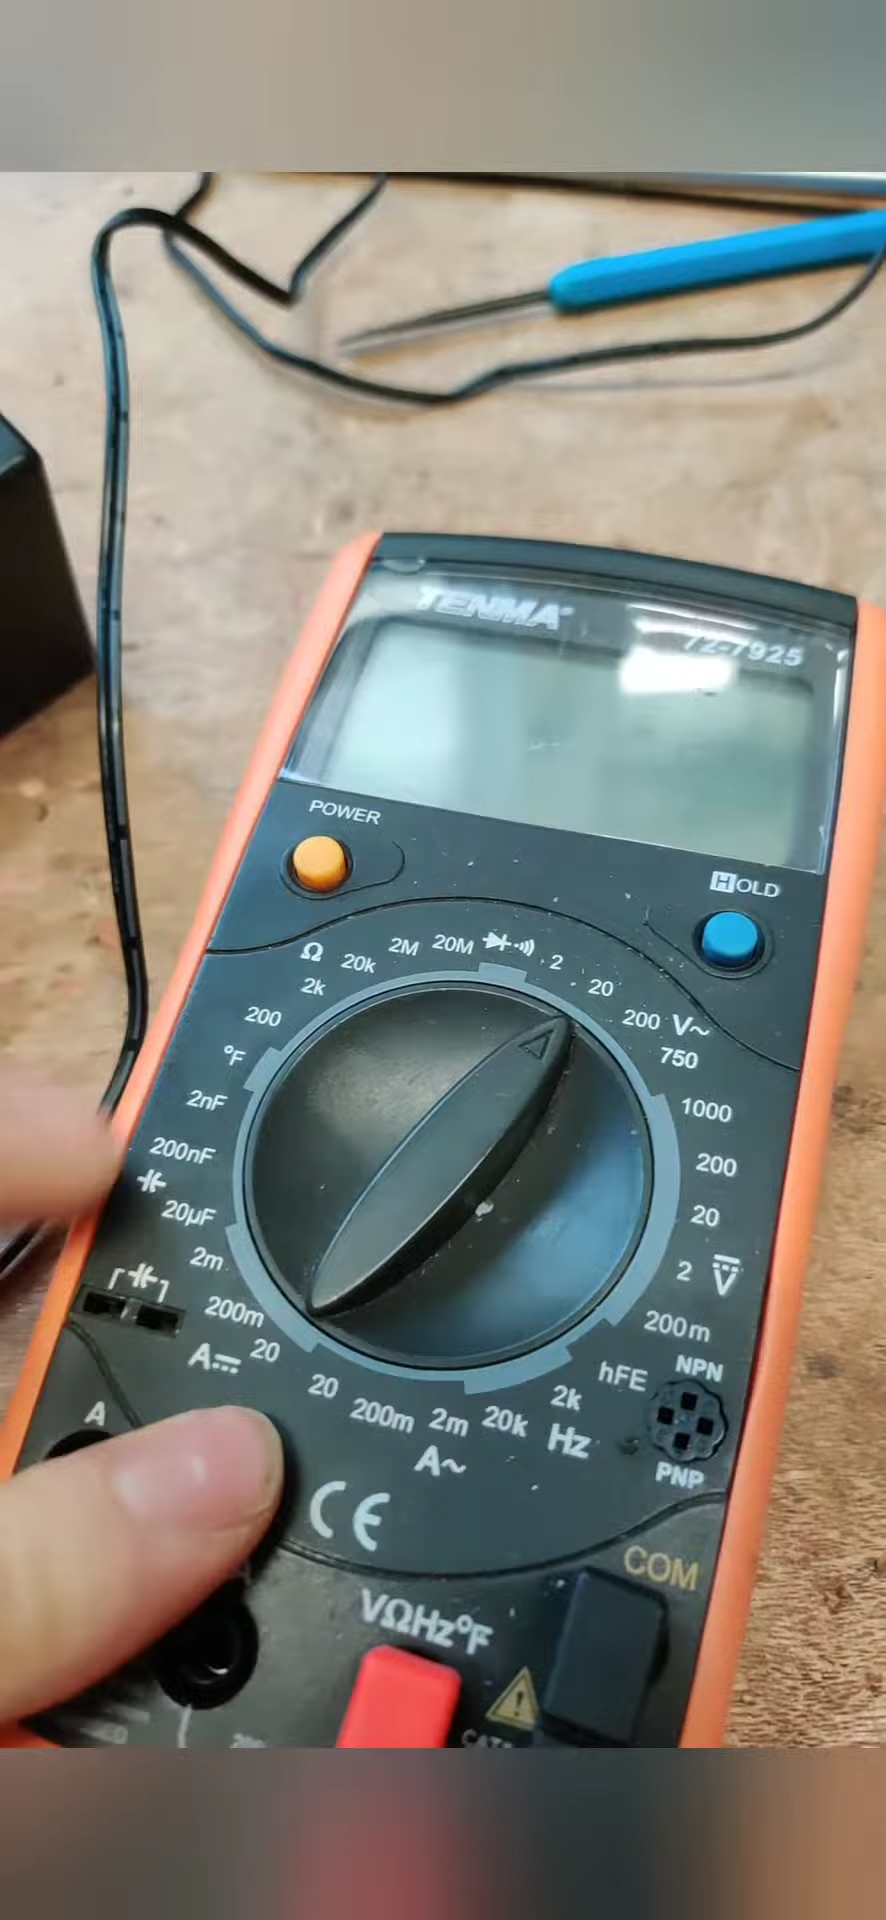 TENMA
72-7925
POWER
HOLD
Ω
2k
20k
2M
20M
2
20
200
V~
750
1000
200
20
2
V
200m
hFE
NPN
PNP
2k
20k
Hz
2m
200m
20
A~
20
A
200m
2m
20µF
200nF
2nF
°F
200
A
CE
COM
VΩHz°F